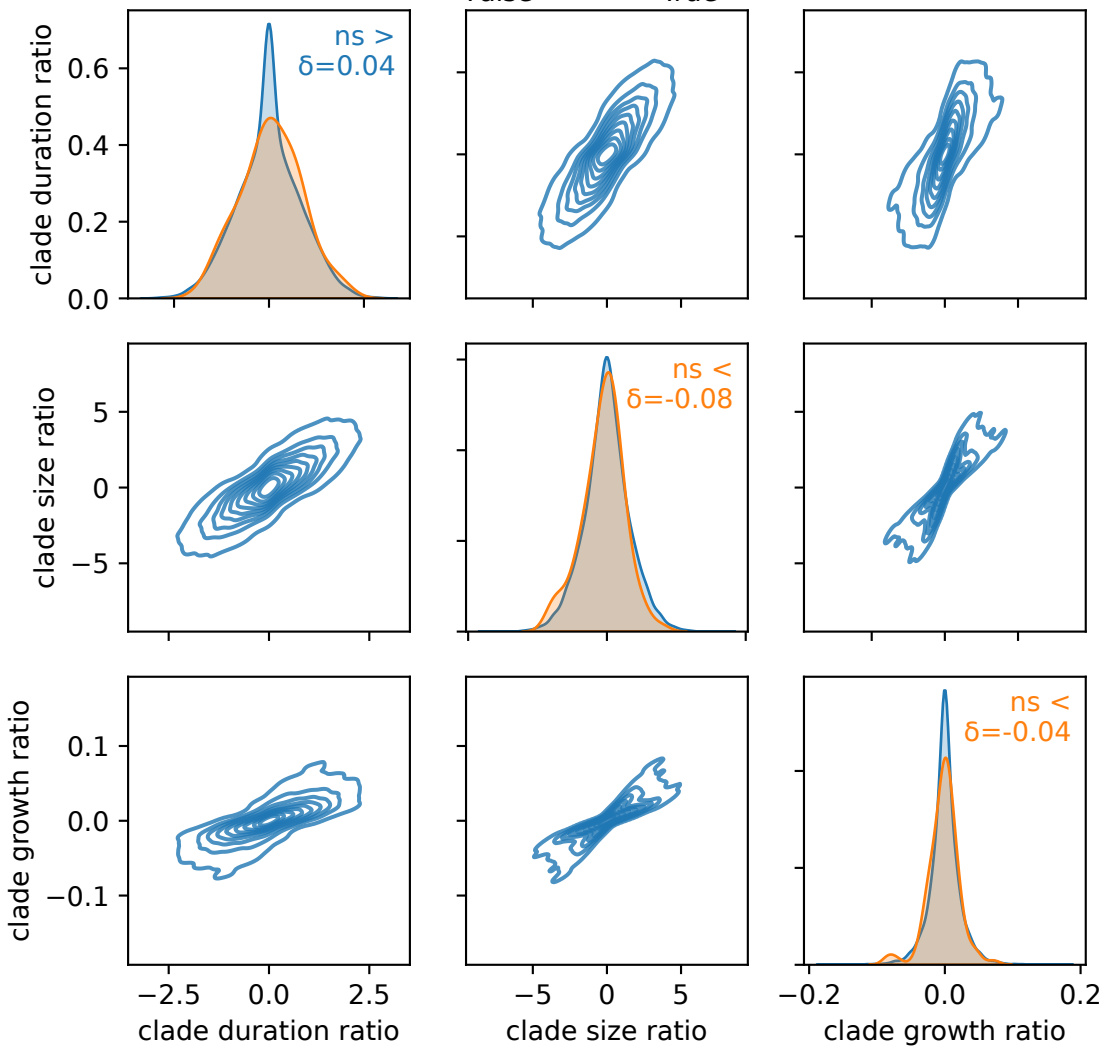 clade duration ratio
0.6
0.4
0.2
0.0
ns >
δ=0.04
clade size ratio
5
0
−5
ns <
δ=-0.08
clade growth ratio
0.1
0.0
−0.1
ns <
δ=-0.04
−2.5 0.0 2.5
clade duration ratio
−5 0 5
clade size ratio
−0.2 0.0 0.2
clade growth ratio